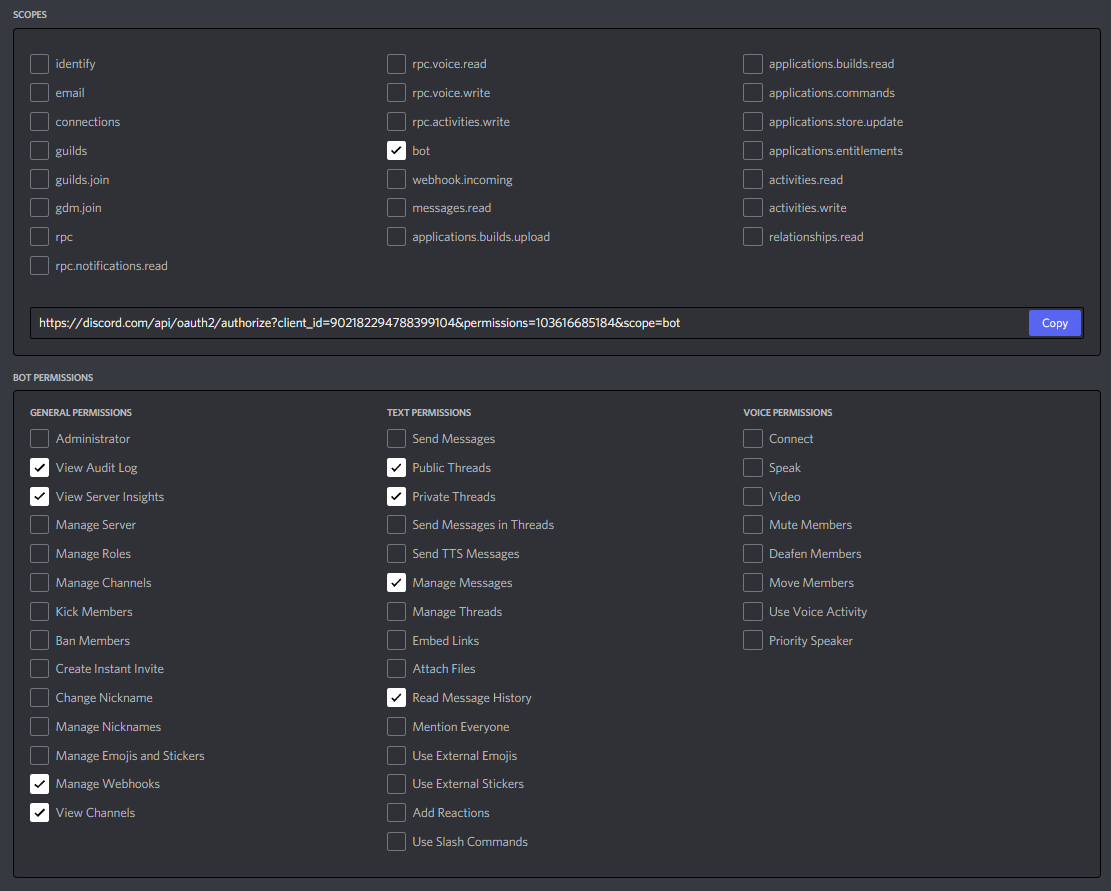 SCOPES
identify
email
connections
guilds
guilds.join
gdm.join
rpc
rpc.notifications.read
rpc.voice.read
rpc.voice.write
rpc.activities.write
bot
webhook.incoming
messages.read
applications.builds.upload
applications.builds.read
applications.commands
applications.store.update
applications.entitlements
activities.read
activities.write
relationships.read
https://discord.com/api/oauth2/authorize?client_id=902182294788399104&permissions=103616685184&scope=bot
Copy
BOT PERMISSIONS
GENERAL PERMISSIONS
Administrator
View Audit Log
View Server Insights
Manage Server
Manage Roles
Manage Channels
Kick Members
Ban Members
Create Instant Invite
Change Nickname
Manage Nicknames
Manage Emojis and Stickers
Manage Webhooks
View Channels
TEXT PERMISSIONS
Send Messages
Public Threads
Private Threads
Send Messages in Threads
Send TTS Messages
Manage Messages
Manage Threads
Embed Links
Attach Files
Read Message History
Mention Everyone
Use External Emojis
Use External Stickers
Add Reactions
Use Slash Commands
VOICE PERMISSIONS
Connect
Speak
Video
Mute Members
Deafen Members
Move Members
Use Voice Activity
Priority Speaker